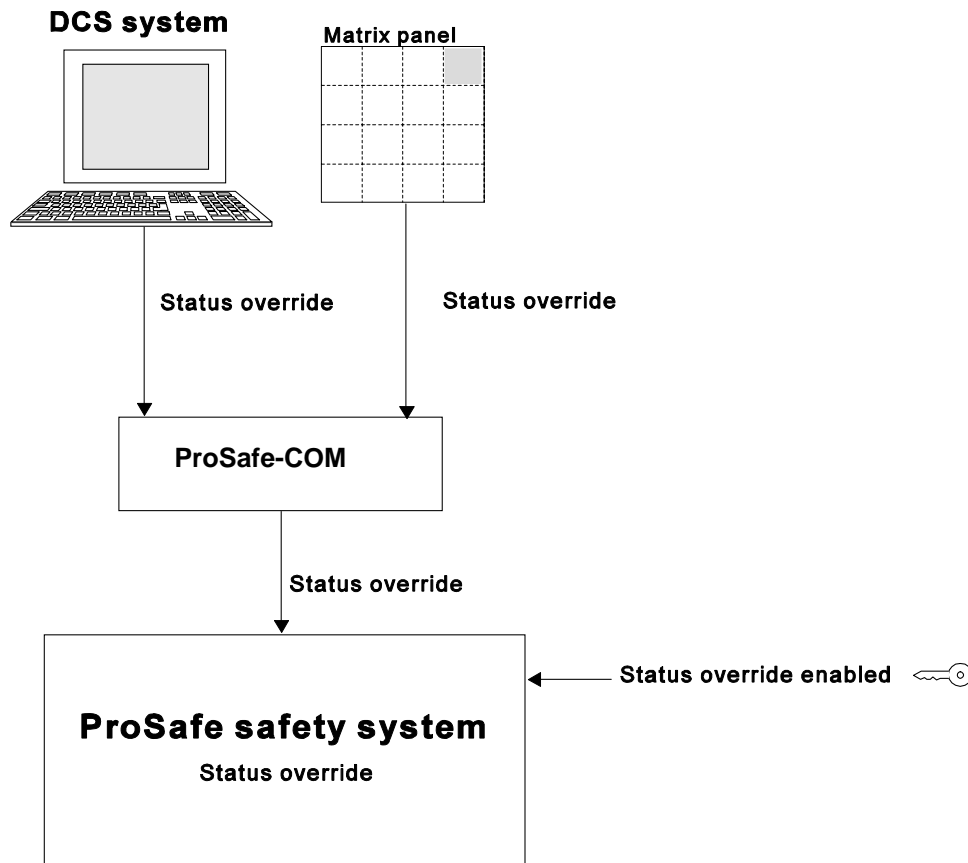 DCS system
Matrix panel
Status override
Status override
ProSafe-COM
Status override
Status override enabled
ProSafe safety system
Status override